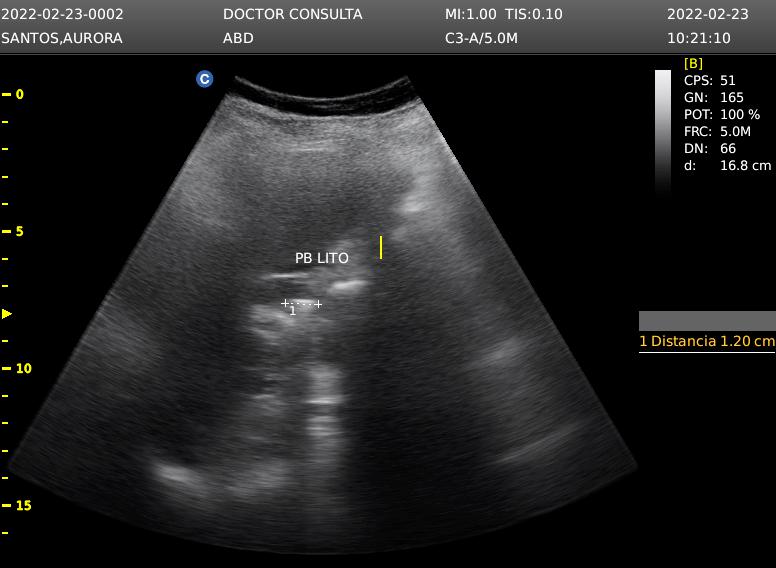 2022-02-23-0002 DOCTOR CONSULTA MI:1.00 TIS:0.10 2022-02-23
SANTOS,AURORA ABD C3-A/5.0M 10:21:10
C
[B]
CPS: 51
GN: 165
POT: 100 %
FRC: 5.0M
DN: 66
d: 16.8 cm
0
5
PB LITO
1
1 Distancia 1.20 cm
10
15